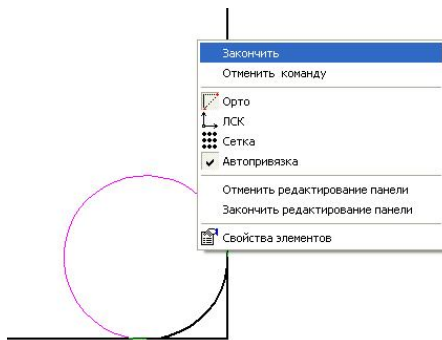 Закончить
Отменить команду
Орто
ЛСК
Сетка
Автопривязка
Отменить редактирование панели
Закончить редактирование панели
Свойства элементов